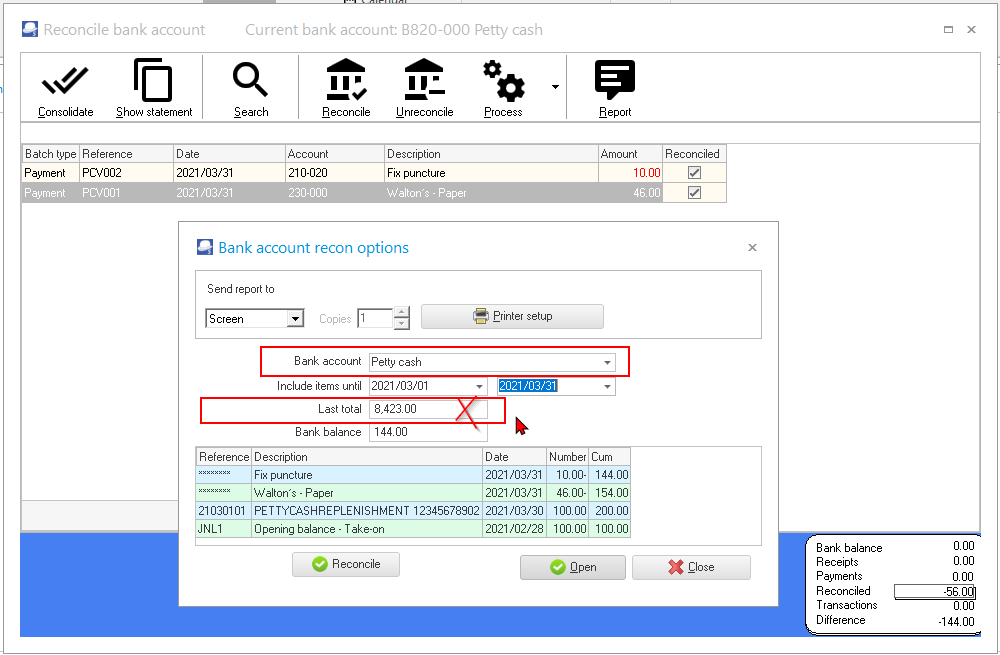 Calendar
Reconcile bank account Current bank account: B820-000 Petty cash
Consolidate Show statement Search Reconcile Unreconcile Process Report
Batch type Reference Date Account Description Amount Reconciled
Payment PCV002 2021/03/31 210-020 Fix puncture 10.00
Payment PCV001 2021/03/31 230-000 Walton´s - Paper 46.00
Bank account recon options
Send report to
Screen Copies 1 Printer setup
Bank account Petty cash
Include items until 2021/03/01 2021/03/31
Last total 8,423.00
Bank balance 144.00
Reference Description Date Number Cum
******** Fix puncture 2021/03/31 10.00- 144.00
******** Walton´s - Paper 2021/03/31 46.00- 154.00
21030101 PETTYCASHREPLENISHMENT 12345678902 2021/03/30 100.00 200.00
JNL1 Opening balance - Take-on 2021/02/28 100.00 100.00
Reconcile Open Close
Bank balance 0.00
Receipts 0.00
Payments 0.00
Reconciled -56.00
Transactions 0.00
Difference -144.00